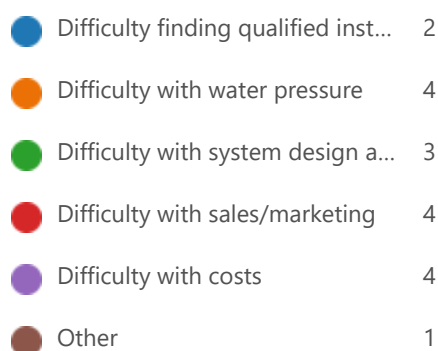 Difficulty finding qualified inst... 2
Difficulty with water pressure 4
Difficulty with system design a... 3
Difficulty with sales/marketing 4
Difficulty with costs 4
Other 1